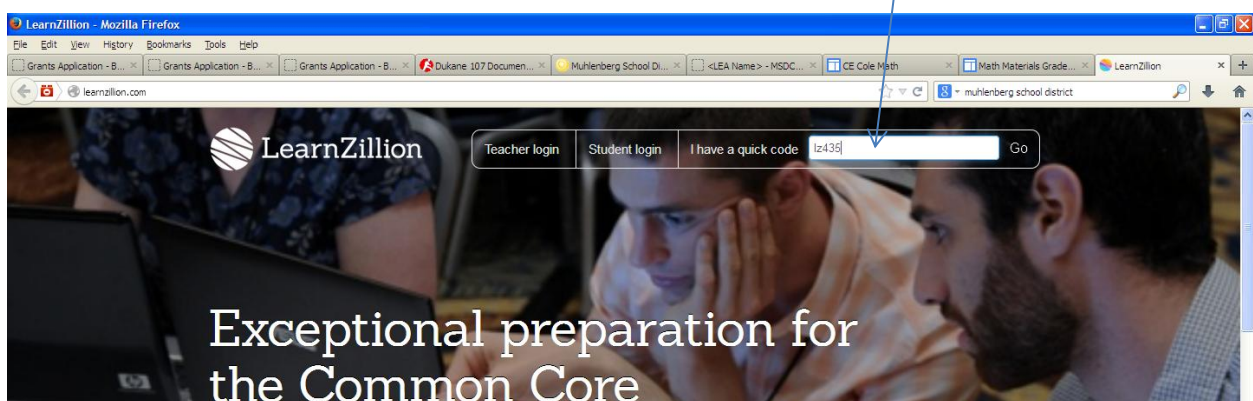 LearnZillion - Mozilla Firefox
File Edit View History Bookmarks Tools Help
Grants Application - B... Grants Application - B... Grants Application - B... Dukane 107 Documen... Muhlenberg School Di... <LEA Name> - MSDC... CE Cole Math Math Materials Grade... LearnZillion
learnzillion.com muhlenberg school district
LearnZillion Teacher login Student login I have a quick code lz435 Go
Exceptional preparation for
the Common Core